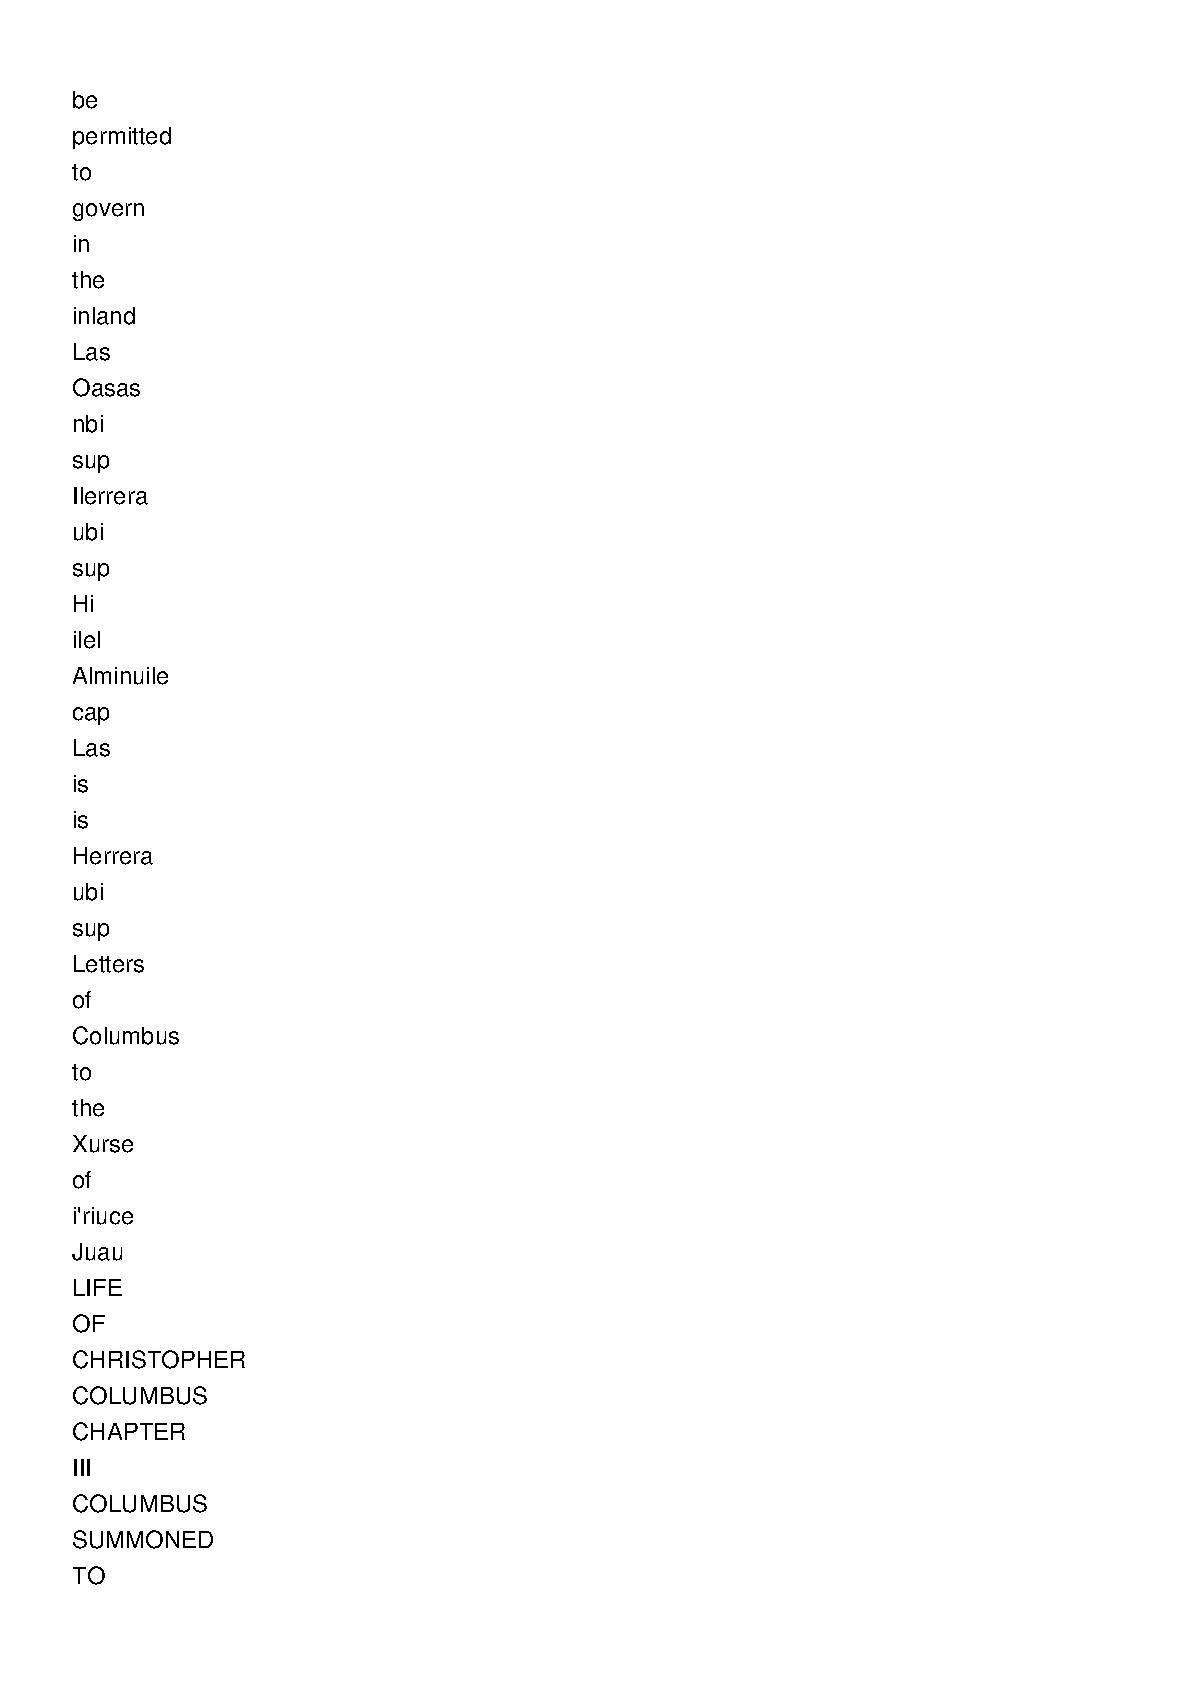 be
permitted
to
govern
in
the
inland
Las
Oasas
nbi
sup
Ilerrera
ubi
sup
Hi
ilel
Alminuile
cap
Las
is
is
Herrera
ubi
sup
Letters
of
Columbus
to
the
Xurse
of
i'riuce
Juau
LIFE
OF
CHRISTOPHER
COLUMBUS
CHAPTER
III
COLUMBUS
SUMMONED
TO